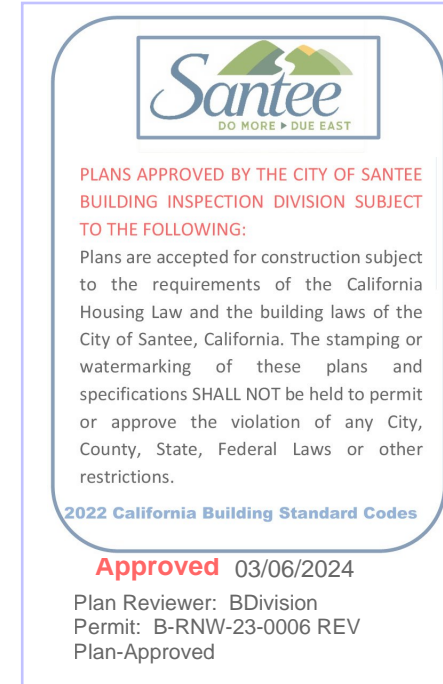 Santee
DO MORE ▶ DUE EAST
PLANS APPROVED BY THE CITY OF SANTEE
BUILDING INSPECTION DIVISION SUBJECT
TO THE FOLLOWING:
Plans are accepted for construction subject
to the requirements of the California
Housing Law and the building laws of the
City of Santee, California. The stamping or
watermarking of these plans and
specifications SHALL NOT be held to permit
or approve the violation of any City,
County, State, Federal Laws or other
restrictions.
2022 California Building Standard Codes
Approved 03/06/2024
Plan Reviewer: BDivision
Permit: B-RNW-23-0006 REV
Plan-Approved